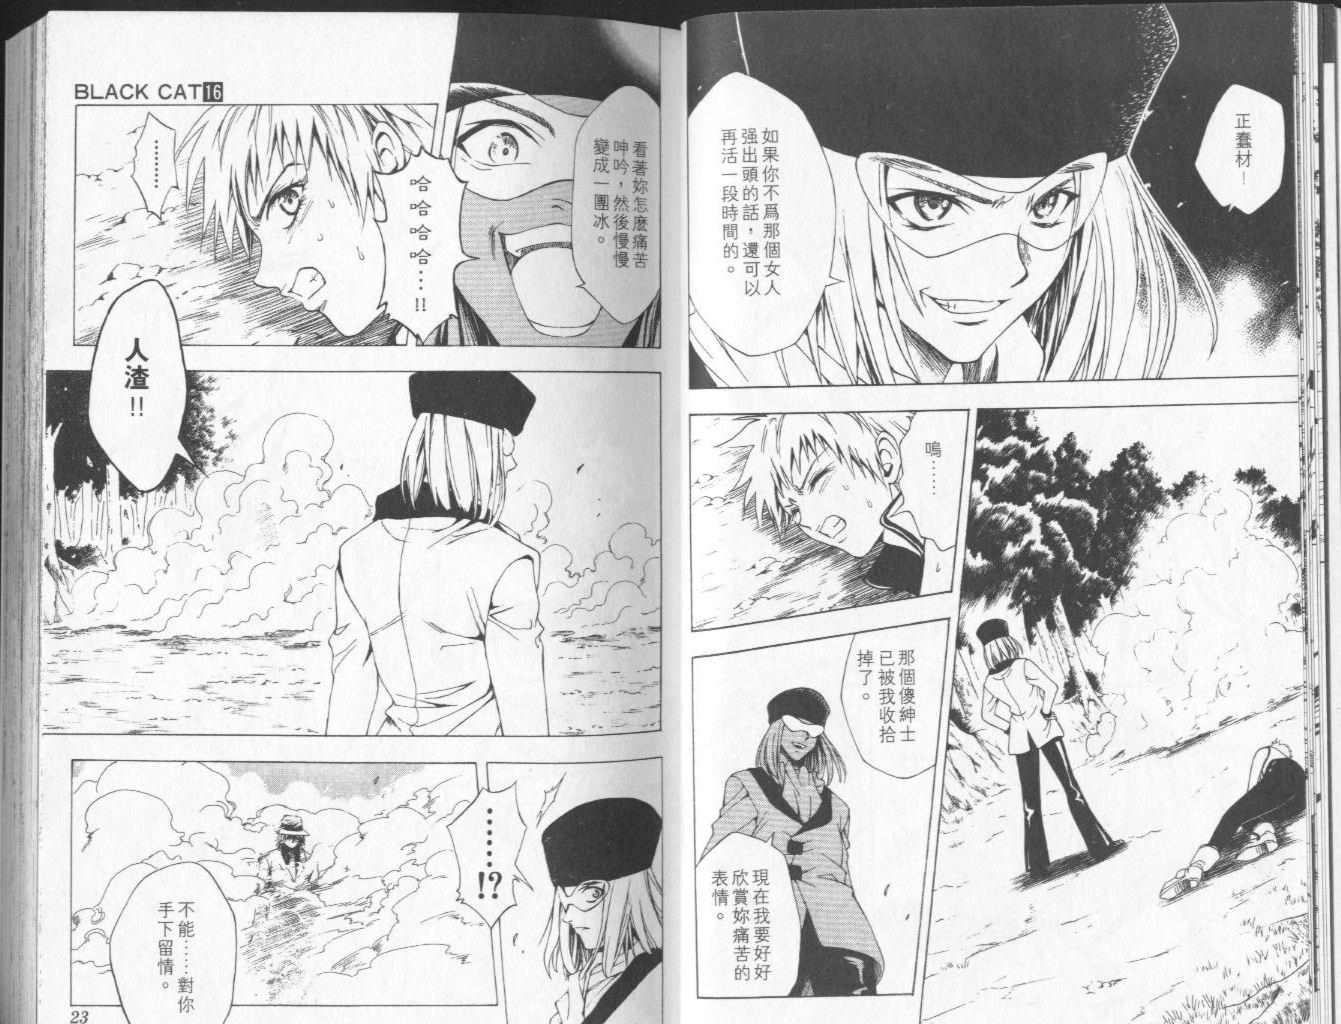 正蠢材！
如果你不爲那個女人
强出頭的話，還可以
再活一段時間的。
嗚……
那個傻紳士
已被我收拾
掉了。
現在我要好好
欣賞妳痛苦的
表情。
BLACK CAT 16
看著妳怎麼痛苦
呻吟，然後慢慢
變成一團冰。
哈哈哈哈…!!
………
人渣!!
……!?
不能……對你
手下留情。
23